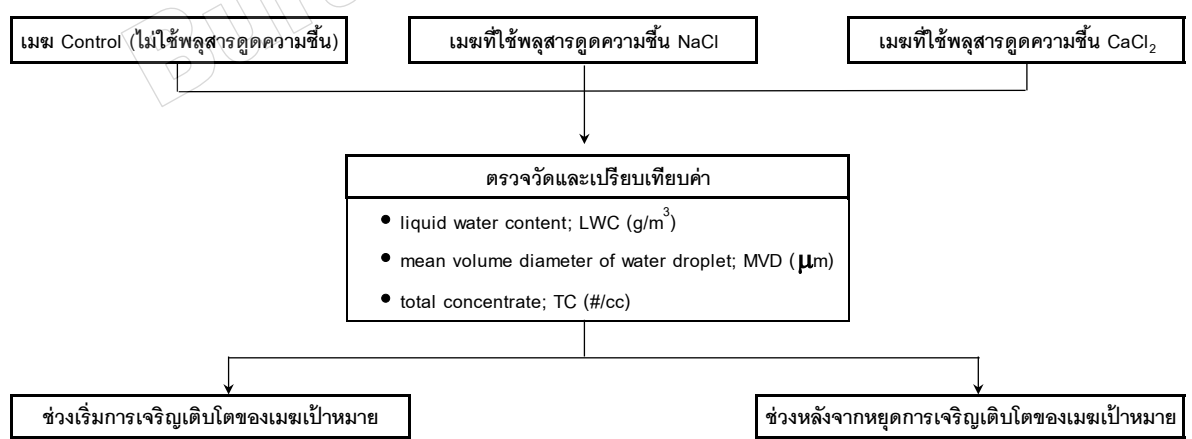 เมฆ Control (ไม่ใช้พลุสารดูดความชื้น)
เมฆที่ใช้พลุสารดูดความชื้น NaCl
เมฆที่ใช้พลุสารดูดความชื้น CaCl₂
ตรวจวัดและเปรียบเทียบค่า
• liquid water content; LWC (g/m³)
• mean volume diameter of water droplet; MVD (μm)
• total concentrate; TC (#/cc)
ช่วงเริ่มการเจริญเติบโตของเมฆเป้าหมาย
ช่วงหลังจากหยุดการเจริญเติบโตของเมฆเป้าหมาย